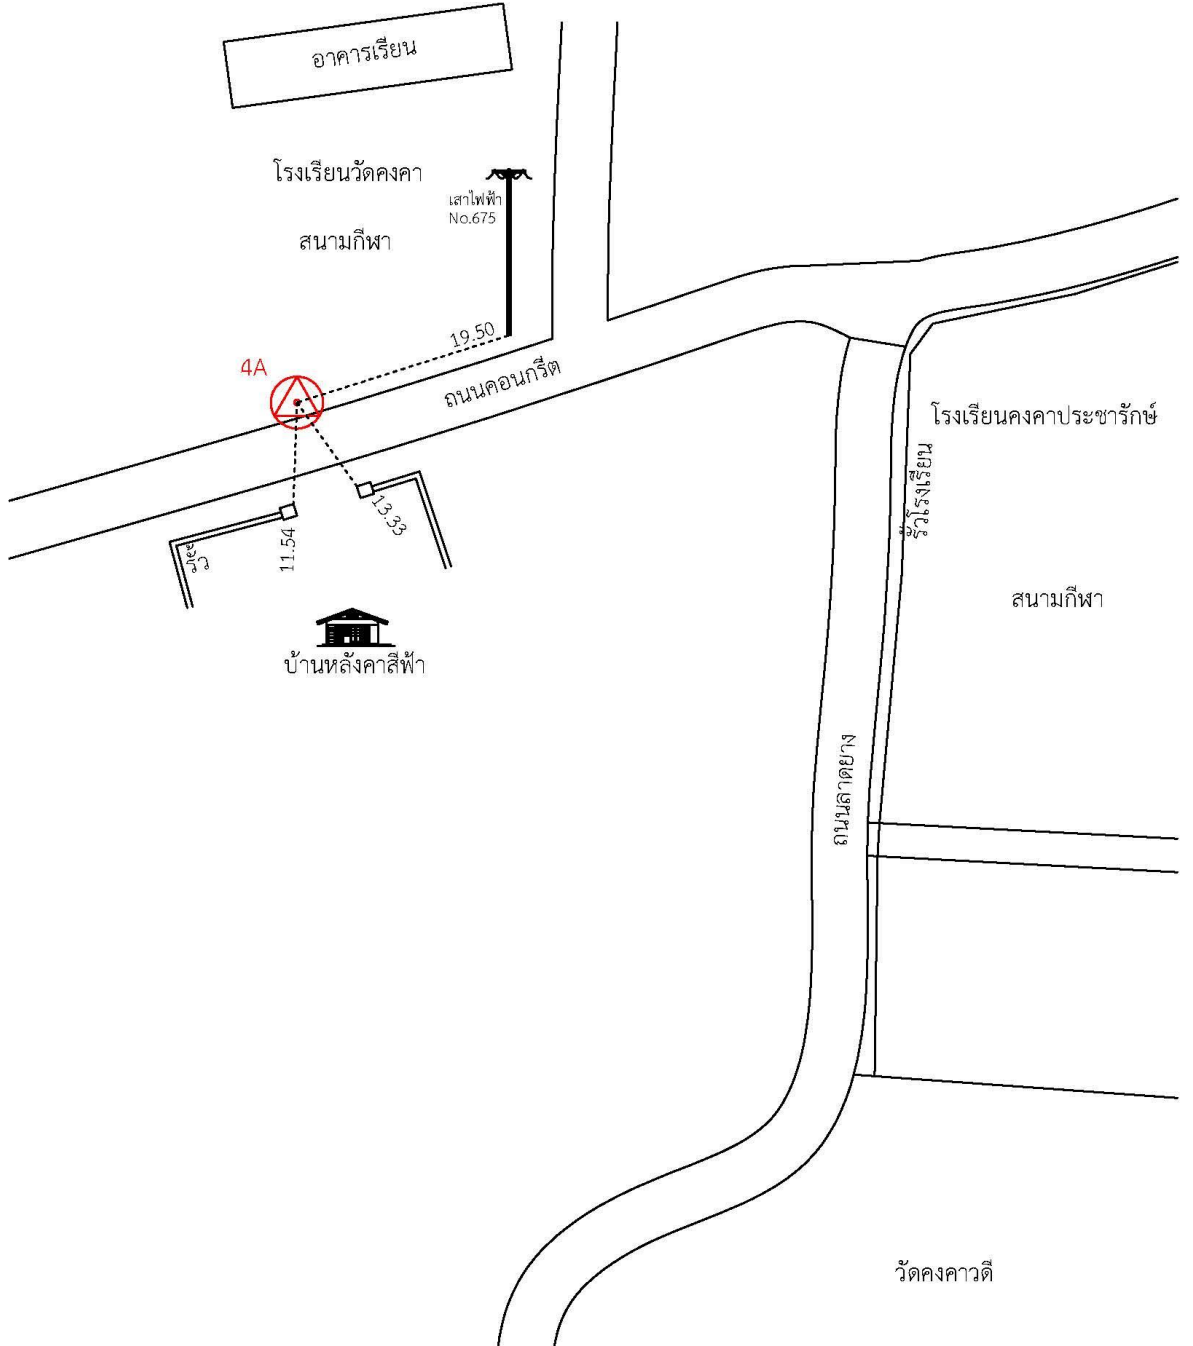 อาคารเรียน
โรงเรียนวัดคงคา
เสาไฟฟ้า
No.675
สนามกีฬา
19.50
4A
ถนนคอนกรีต
โรงเรียนคงคาประชารักษ์
รั้วโรงเรียน
13.33
11.54
รั้ว
สนามกีฬา
บ้านหลังคาสีฟ้า
ถนนลาดยาง
วัดคงคาวดี